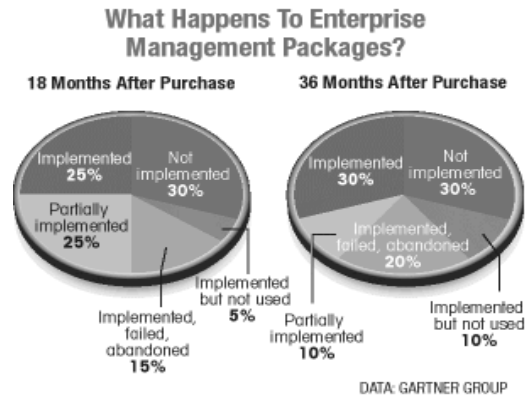 What Happens To Enterprise
Management Packages?
18 Months After Purchase
Implemented
25%
Not
implemented
30%
Partially
implemented
25%
Implemented
but not used
5%
Implemented,
failed,
abandoned
15%
36 Months After Purchase
Implemented
30%
Not
implemented
30%
Implemented,
failed, abandoned
20%
Partially
implemented
10%
Implemented
but not used
10%
DATA: GARTNER GROUP